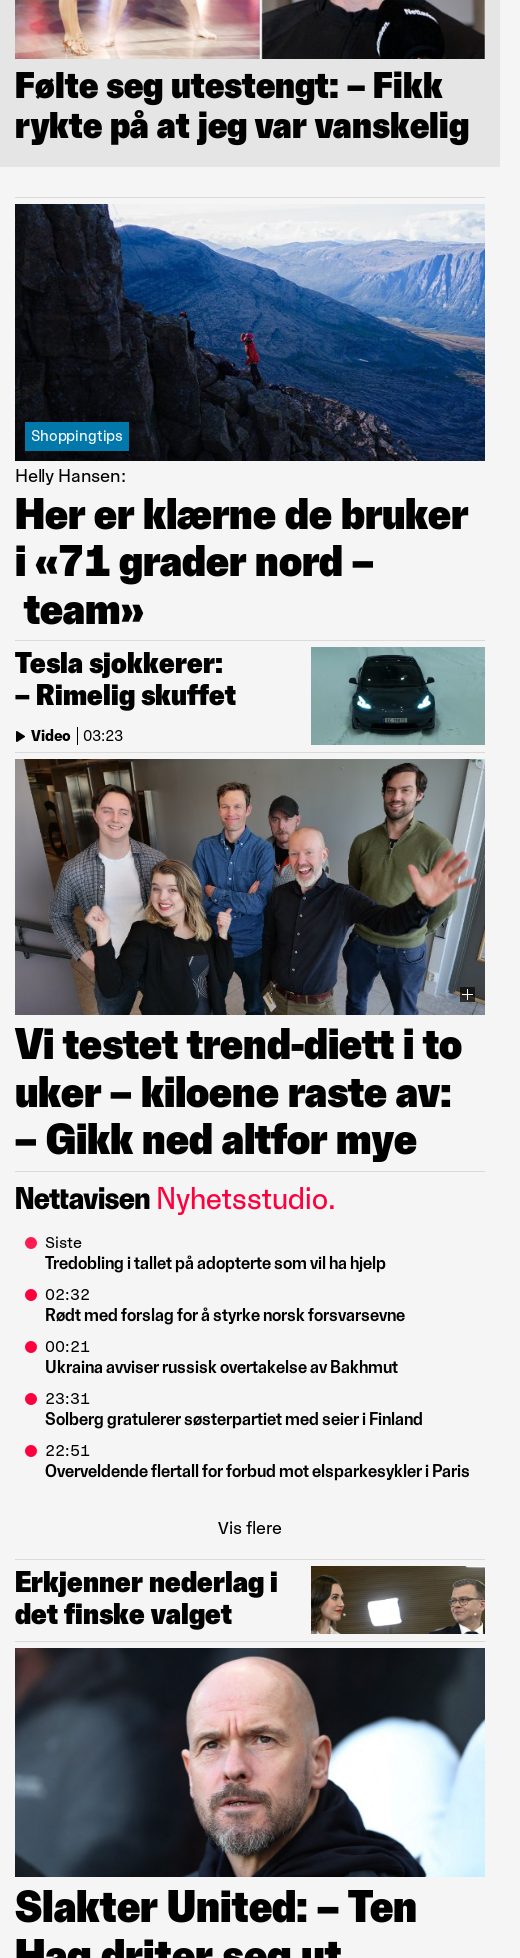 Følte seg utestengt: – Fikk
rykte på at jeg var vanskelig
Shoppingtips
Helly Hansen:
Her er klærne de bruker
i «71 grader nord –
team»
Tesla sjokkerer:
– Rimelig skuffet
Video 03:23
Vi testet trend-diett i to
uker – kiloene raste av:
– Gikk ned altfor mye
Nettavisen Nyhetsstudio.
Siste
Tredobling i tallet på adopterte som vil ha hjelp
02:32
Rødt med forslag for å styrke norsk forsvarsevne
00:21
Ukraina avviser russisk overtakelse av Bakhmut
23:31
Solberg gratulerer søsterpartiet med seier i Finland
22:51
Overveldende flertall for forbud mot elsparkesykler i Paris
Vis flere
Erkjenner nederlag i
det finske valget
Slakter United: – Ten
Hag driter seg ut